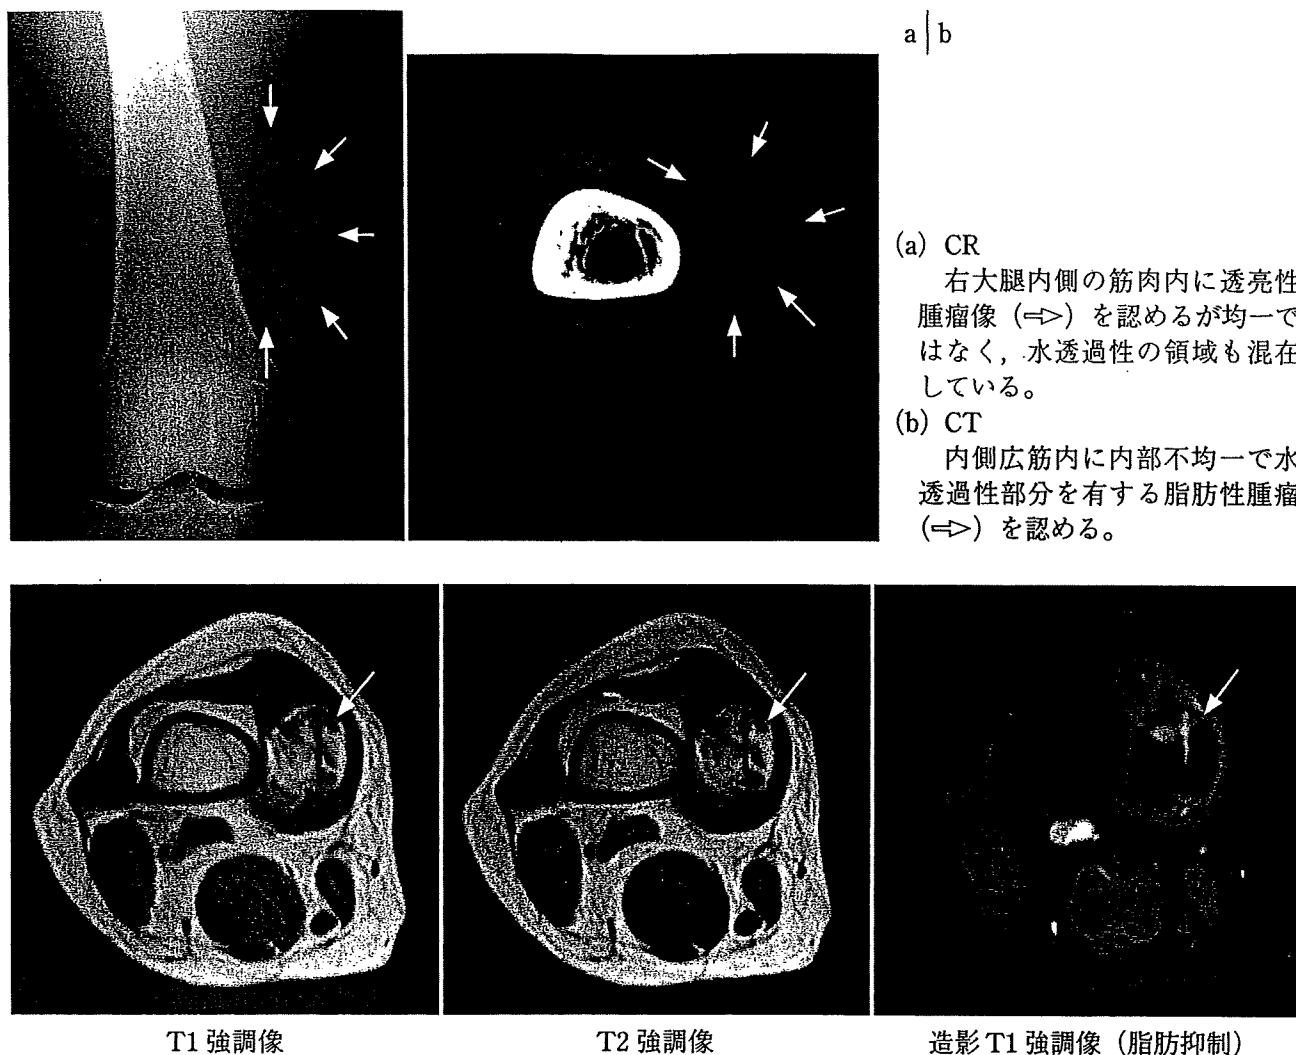 a│b
(a) CR
右大腿内側の筋肉内に透亮性
腫瘤像（⇨）を認めるが均一で
はなく，水透過性の領域も混在
している。
(b) CT
内側広筋内に内部不均一で水
透過性部分を有する脂肪性腫瘤
（⇨）を認める。
T1 強調像
T2 強調像
造影 T1 強調像（脂肪抑制）